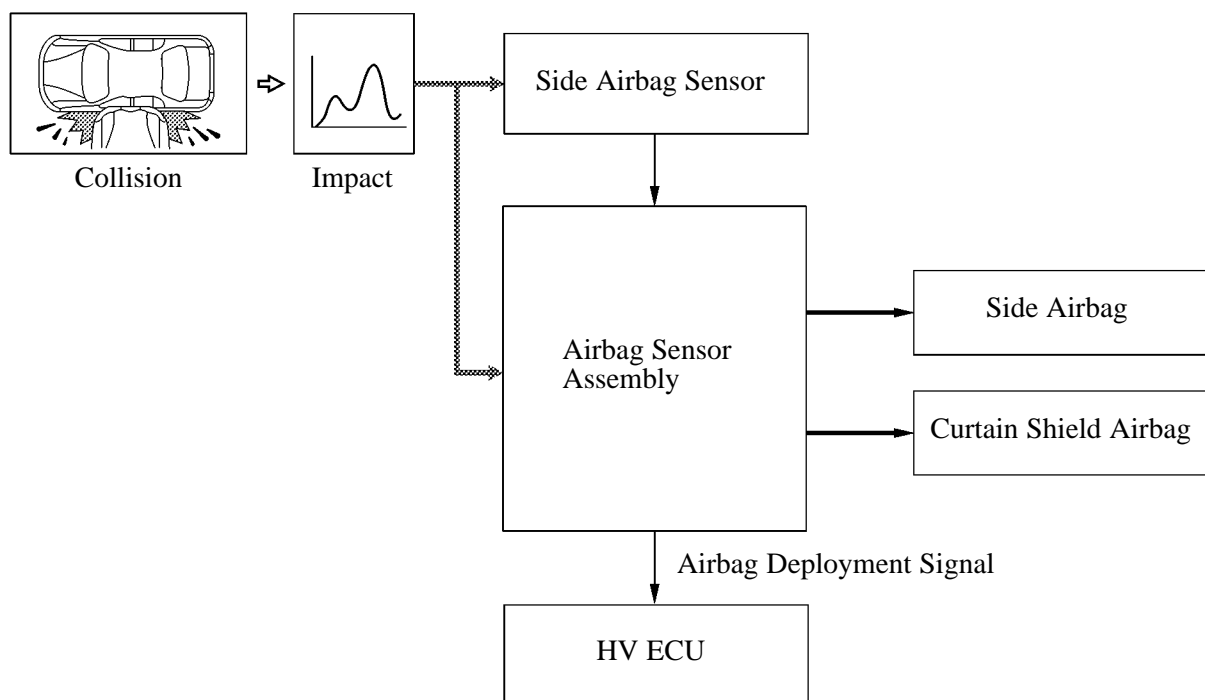 Side Airbag Sensor
Collision
Impact
Side Airbag
Airbag Sensor
Assembly
Curtain Shield Airbag
Airbag Deployment Signal
HV ECU